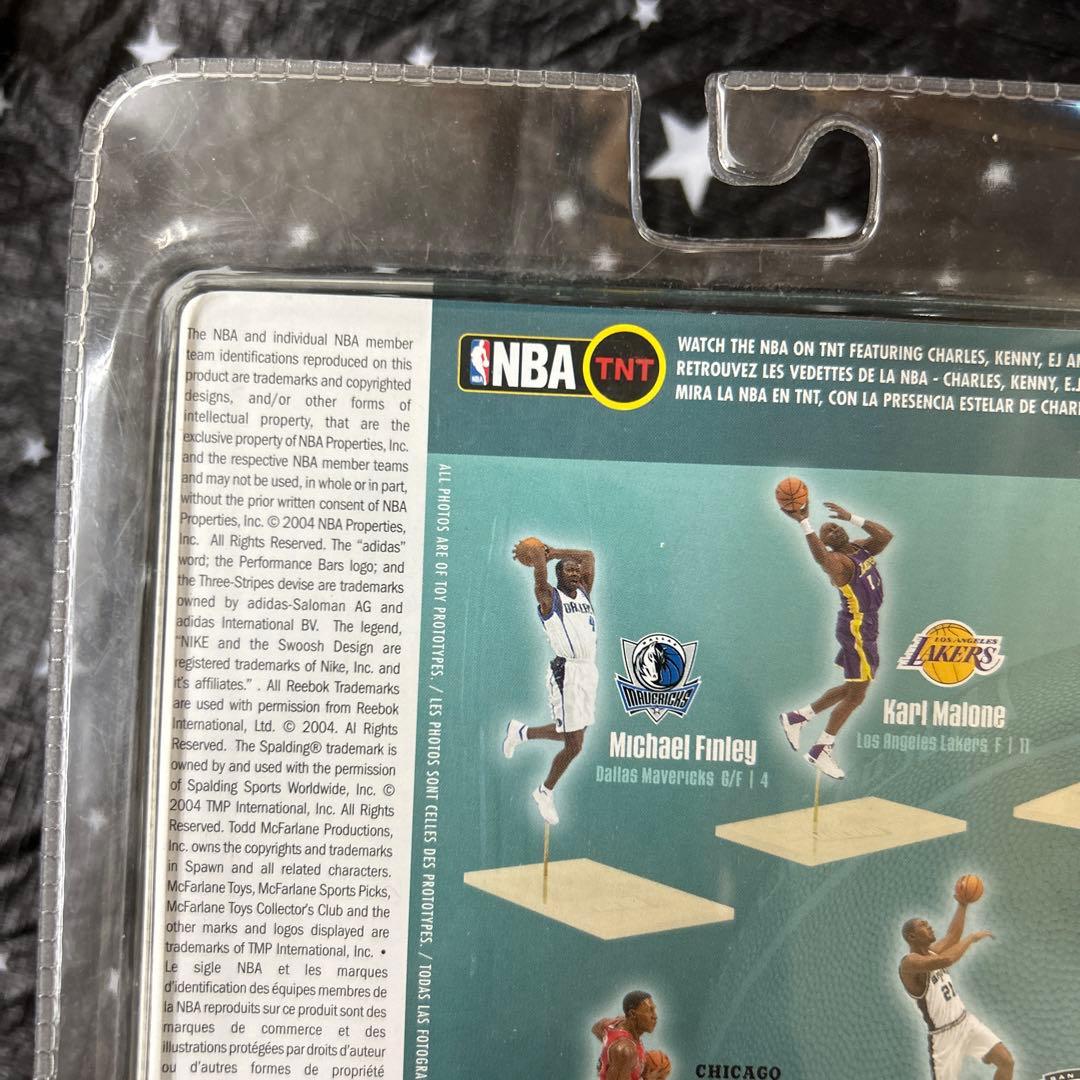 The NBA and individual NBA member
team identifications reproduced on this
product are trademarks and copyrighted
designs, and/or other forms of
intellectual property, that are the
exclusive property of NBA Properties, Inc.
and the respective NBA member teams
and may not be used, in whole or in part,
without the prior written consent of NBA
Properties, Inc. © 2004 NBA Properties,
Inc. All Rights Reserved. The “adidas”
word; the Performance Bars logo; and
the Three-Stripes devise are trademarks
owned by adidas-Saloman AG and
adidas International BV. The legend,
“NIKE and the Swoosh Design are
registered trademarks of Nike, Inc. and
it's affiliates.” . All Reebok Trademarks
are used with permission from Reebok
International, Ltd. © 2004. Al Rights
Reserved. The Spalding® trademark is
owned by and used with the permission
of Spalding Sports Worldwide, Inc. ©
2004 TMP International, Inc. All Rights
Reserved. Todd McFarlane Productions,
Inc. owns the copyrights and trademarks
in Spawn and all related characters.
McFarlane Toys, McFarlane Sports Picks,
McFarlane Toys Collector's Club and the
other marks and logos displayed are
trademarks of TMP International, Inc. •
Le sigle NBA et les marques
d'identification des équipes membres de
la NBA reproduits sur ce produit sont des
marques de commerce et des
illustrations protégées par droits d'auteur
ou d'autres formes de propriété
ALL PHOTOS ARE OF TOY PROTOTYPES. / LES PHOTOS SONT CELLES DES PROTOTYPES. / TODAS LAS FOTOGRA
NBA TNT
WATCH THE NBA ON TNT FEATURING CHARLES, KENNY, EJ
RETROUVEZ LES VEDETTES DE LA NBA - CHARLES, KENNY, E.J
MIRA LA NBA EN TNT, CON LA PRESENCIA ESTELAR DE CHAR
MAVERICKS
Michael Finley
Dallas Mavericks G/F | 4
LOS ANGELES
LAKERS
Karl Malone
Los Angeles Lakers F | 11
21
CHICAGO